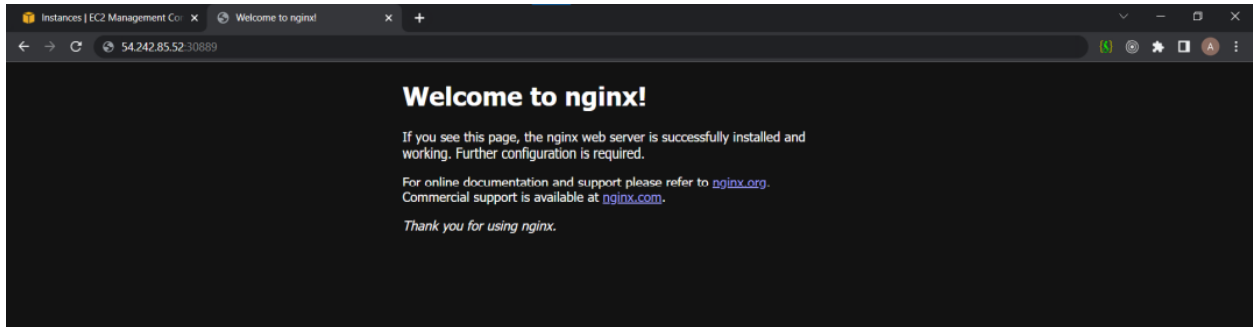 Instances | EC2 Management Co
Welcome to nginx!
54.242.85.52:30889
A
Welcome to nginx!
If you see this page, the nginx web server is successfully installed and
working. Further configuration is required.
For online documentation and support please refer to nginx.org.
Commercial support is available at nginx.com.
Thank you for using nginx.